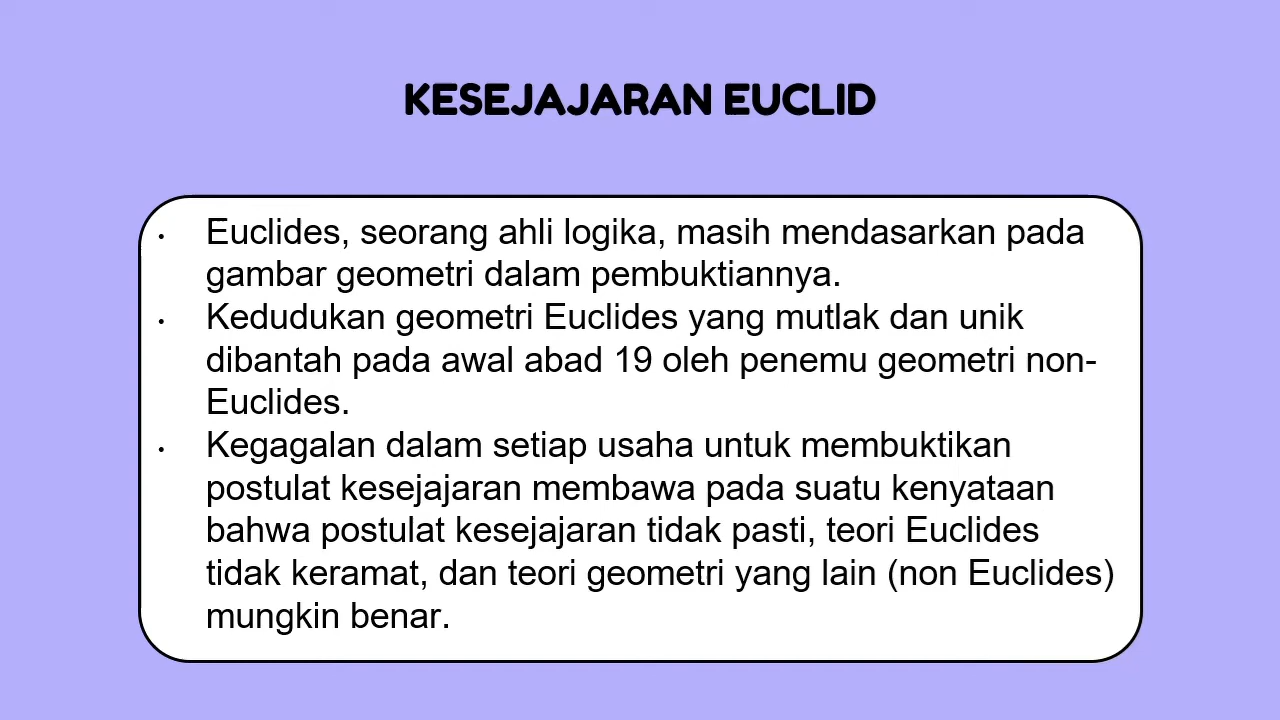 KESEJAJARAN EUCLID
• Euclides, seorang ahli logika, masih mendasarkan pada
gambar geometri dalam pembuktiannya.
• Kedudukan geometri Euclides yang mutlak dan unik
dibantah pada awal abad 19 oleh penemu geometri non-
Euclides.
• Kegagalan dalam setiap usaha untuk membuktikan
postulat kesejajaran membawa pada suatu kenyataan
bahwa postulat kesejajaran tidak pasti, teori Euclides
tidak keramat, dan teori geometri yang lain (non Euclides)
mungkin benar.